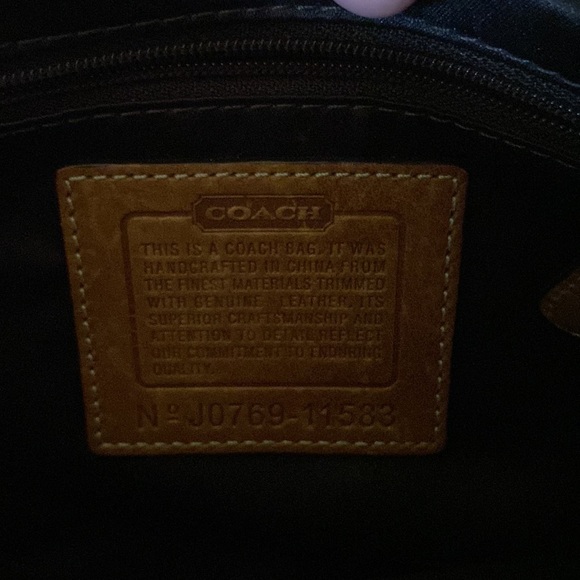 COACH
THIS IS A COACH BAG. IT WAS
HANDCRAFTED IN CHINA FROM
THE FINEST MATERIALS TRIMMED
WITH GENUINE LEATHER. ITS
SUPERIOR CRAFTSMANSHIP AND
ATTENTION TO DETAIL REFLECT
OUR COMMITMENT TO ENDURING
QUALITY.
Nº J0769-11583